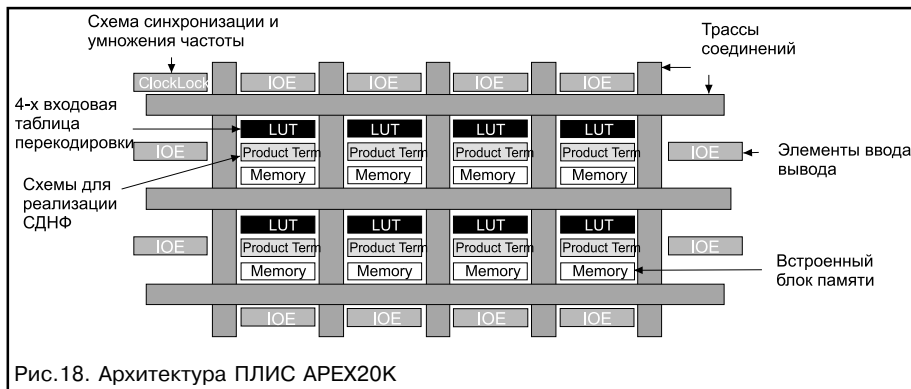 Схема синхронизации и
умножения частоты
Трассы
соединений
ClockLock IOE IOE IOE IOE
4-х входовая
таблица
перекодировки
LUT LUT LUT LUT
IOE Product Term Product Term Product Term Product Term IOE
Memory Memory Memory Memory
Элементы ввода
вывода
Схемы для
реализации
СДНФ
LUT LUT LUT LUT
IOE Product Term Product Term Product Term Product Term IOE
Memory Memory Memory Memory
Встроенный
блок памяти
IOE IOE IOE IOE
Рис.18. Архитектура ПЛИС APEX20K